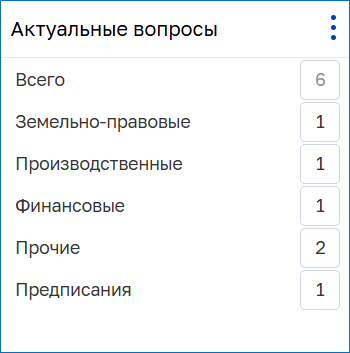 Актуальные вопросы
Всего 6
Земельно-правовые 1
Производственные 1
Финансовые 1
Прочие 2
Предписания 1